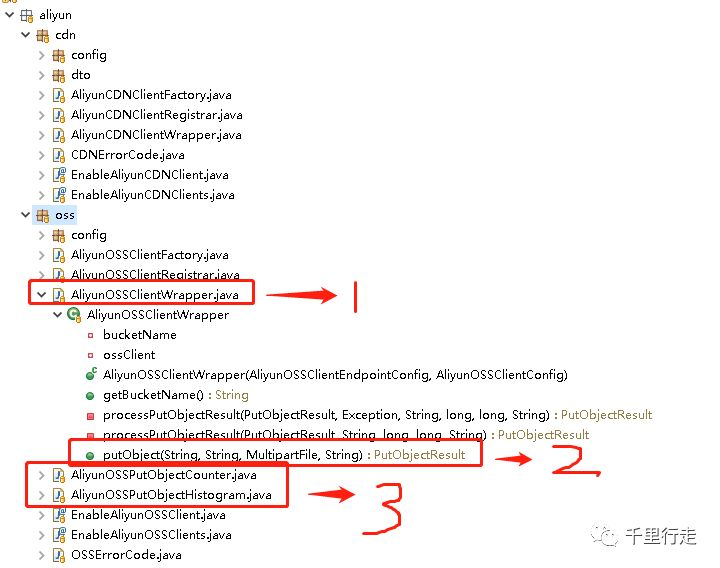 aliyun
cdn
config
dto
AliyunCDNClientFactory.java
AliyunCDNClientRegistrar.java
AliyunCDNClientWrapper.java
CDNErrorCode.java
EnableAliyunCDNClient.java
EnableAliyunCDNClients.java
oss
config
AliyunOSSClientFactory.java
AliyunOSSClientRegistrar.java
AliyunOSSClientWrapper.java 1
AliyunOSSClientWrapper
bucketName
ossClient
AliyunOSSClientWrapper(AliyunOSSClientEndpointConfig, AliyunOSSClientConfig)
getBucketName() : String
processPutObjectResult(PutObjectResult, Exception, String, long, long, String) : PutObjectResult
processPutObjectResult(PutObjectResult, String, long, long, String) : PutObjectResult
putObject(String, String, MultipartFile, String) : PutObjectResult 2
AliyunOSSPutObjectCounter.java
AliyunOSSPutObjectHistogram.java 3
EnableAliyunOSSClient.java
EnableAliyunOSSClients.java
OSSErrorCode.java
千里行走